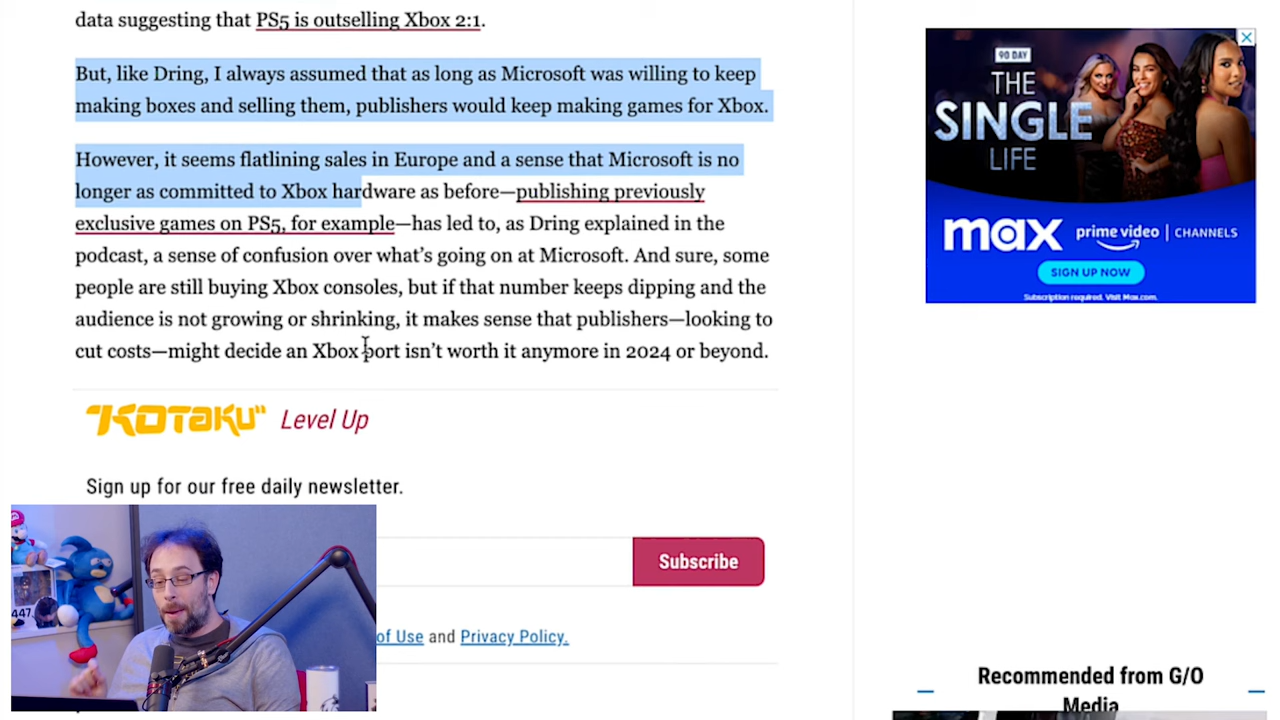 data suggesting that PS5 is outselling Xbox 2:1.
But, like Dring, I always assumed that as long as Microsoft was willing to keep
making boxes and selling them, publishers would keep making games for Xbox.
However, it seems flatlining sales in Europe and a sense that Microsoft is no
longer as committed to Xbox hardware as before—publishing previously
exclusive games on PS5, for example—has led to, as Dring explained in the
podcast, a sense of confusion over what's going on at Microsoft. And sure, some
people are still buying Xbox consoles, but if that number keeps dipping and the
audience is not growing or shrinking, it makes sense that publishers—looking to
cut costs—might decide an Xbox port isn't worth it anymore in 2024 or beyond.
"KOTAKU" Level Up
Sign up for our free daily newsletter.
Subscribe
of Use and Privacy Policy.
447
90 DAY
THE
SINGLE
LIFE
max prime video | CHANNELS
SIGN UP NOW
Subscription required. Visit Max.com.
Recommended from G/O
Media